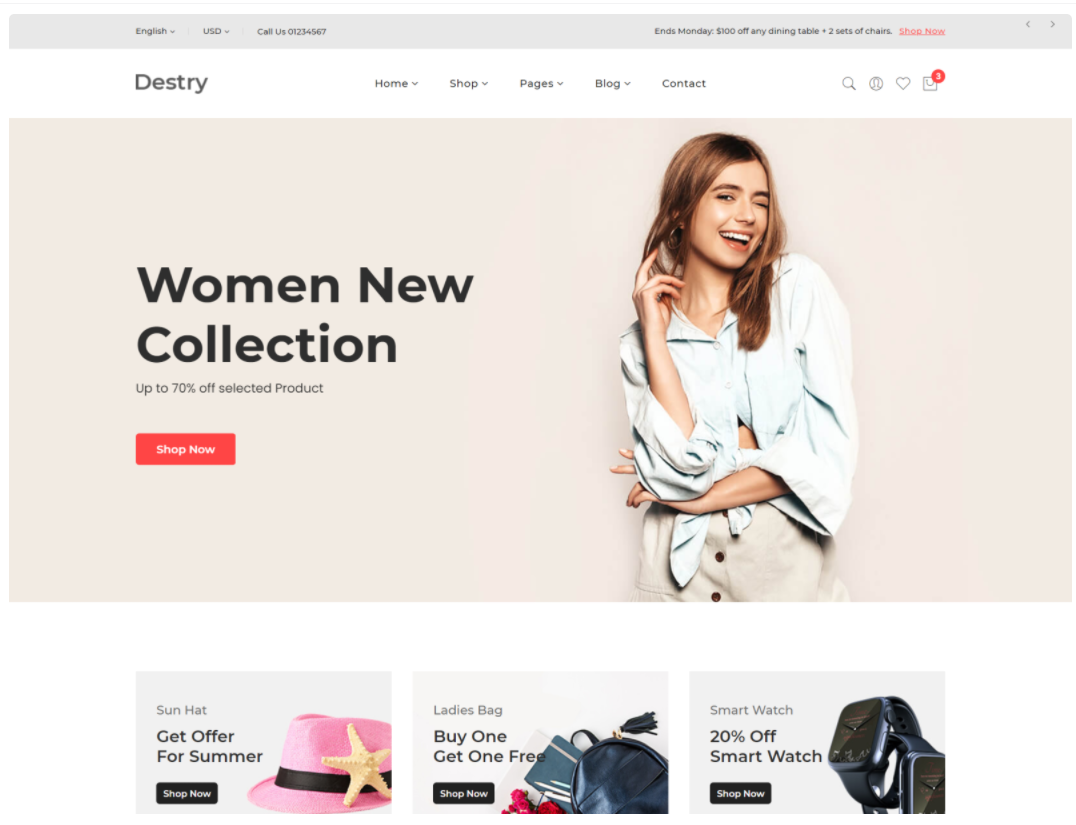 English
USD
Call Us 01234567
Ends Monday: $100 off any dining table + 2 sets of chairs. Shop Now
Destry
Home
Shop
Pages
Blog
Contact
3
Women New
Collection
Up to 70% off selected Product
Shop Now
Sun Hat
Get Offer
For Summer
Shop Now
Ladies Bag
Buy One
Get One Free
Shop Now
Smart Watch
20% Off
Smart Watch
Shop Now